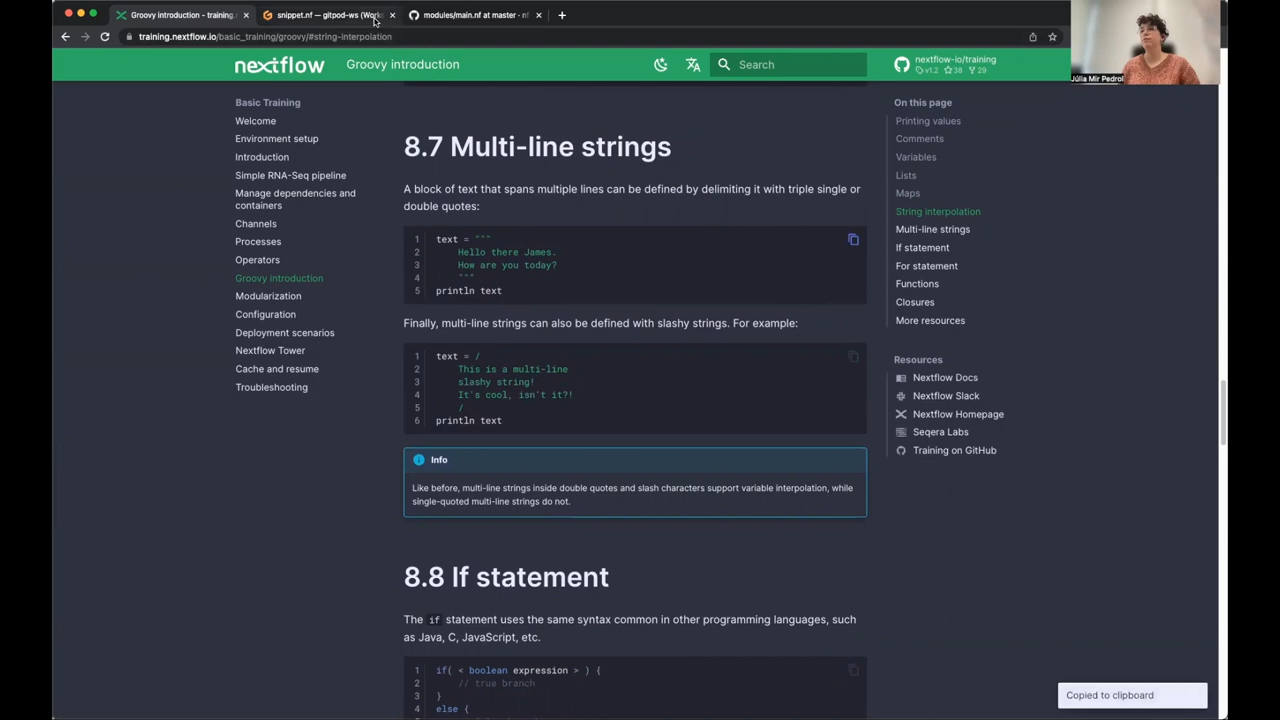 Groovy introduction - training.
snippet.nf — gitpod-ws (Work
modules/main.nf at master · nf
training.nextflow.io/basic_training/groovy/#string-interpolation
Júlia Mir Pedrol
nextflow
Groovy introduction
Search
nextflow-io/training
v1.2 38 29
Basic Training
Welcome
Environment setup
Introduction
Simple RNA-Seq pipeline
Manage dependencies and
containers
Channels
Processes
Operators
Groovy introduction
Modularization
Configuration
Deployment scenarios
Nextflow Tower
Cache and resume
Troubleshooting
8.7 Multi-line strings
A block of text that spans multiple lines can be defined by delimiting it with triple single or
double quotes:
1 text = """
2 Hello there James.
3 How are you today?
4 """
5 println text
Finally, multi-line strings can also be defined with slashy strings. For example:
1 text = /
2 This is a multi-line
3 slashy string!
4 It's cool, isn't it?!
5 /
6 println text
Info
Like before, multi-line strings inside double quotes and slash characters support variable interpolation, while
single-quoted multi-line strings do not.
8.8 If statement
The if statement uses the same syntax common in other programming languages, such
as Java, C, JavaScript, etc.
1 if( < boolean expression > ) {
2 // true branch
3 }
4 else {
On this page
Printing values
Comments
Variables
Lists
Maps
String interpolation
Multi-line strings
If statement
For statement
Functions
Closures
More resources
Resources
Nextflow Docs
Nextflow Slack
Nextflow Homepage
Seqera Labs
Training on GitHub
Copied to clipboard